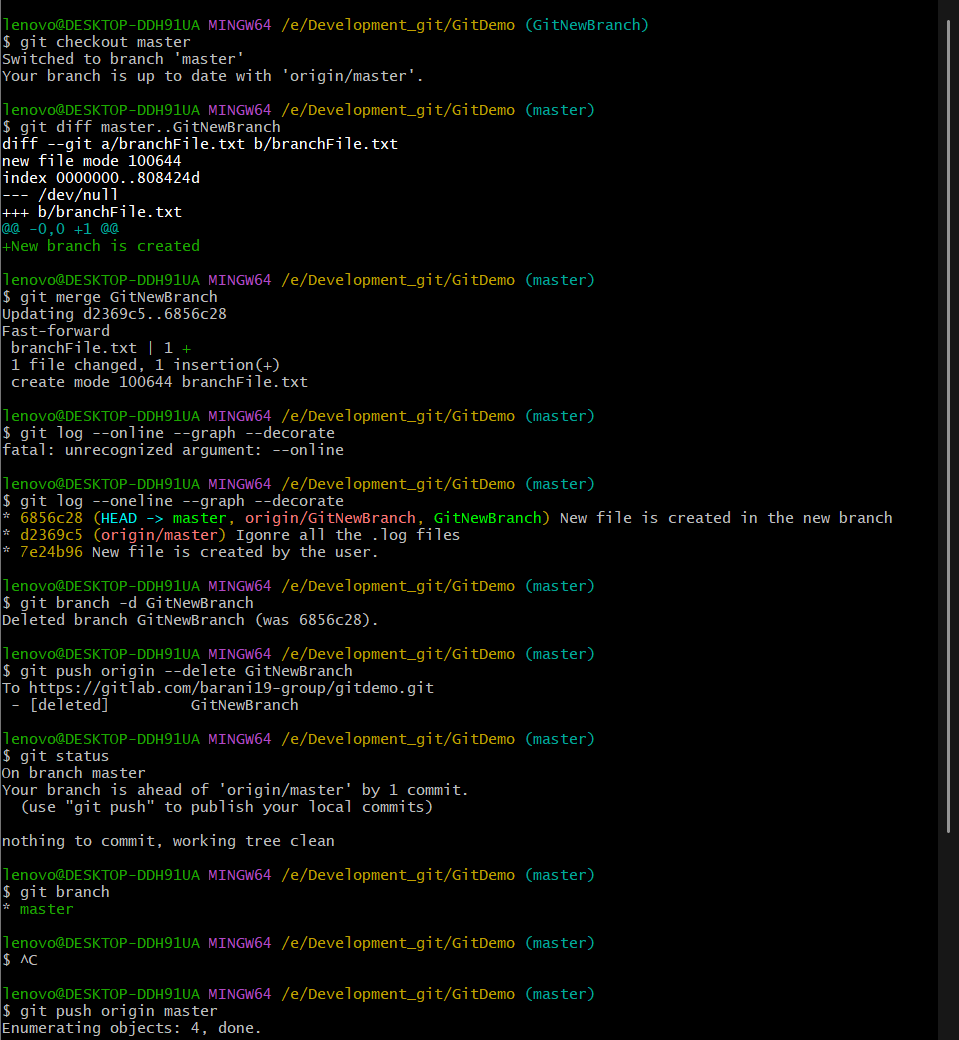 lenovo@DESKTOP-DDH91UA MINGW64 /e/Development_git/GitDemo (GitNewBranch)
$ git checkout master
Switched to branch 'master'
Your branch is up to date with 'origin/master'.
lenovo@DESKTOP-DDH91UA MINGW64 /e/Development_git/GitDemo (master)
$ git diff master..GitNewBranch
diff --git a/branchFile.txt b/branchFile.txt
new file mode 100644
index 0000000..808424d
--- /dev/null
+++ b/branchFile.txt
@@ -0,0 +1 @@
+New branch is created
lenovo@DESKTOP-DDH91UA MINGW64 /e/Development_git/GitDemo (master)
$ git merge GitNewBranch
Updating d2369c5..6856c28
Fast-forward
 branchFile.txt | 1 +
 1 file changed, 1 insertion(+)
 create mode 100644 branchFile.txt
lenovo@DESKTOP-DDH91UA MINGW64 /e/Development_git/GitDemo (master)
$ git log --online --graph --decorate
fatal: unrecognized argument: --online
lenovo@DESKTOP-DDH91UA MINGW64 /e/Development_git/GitDemo (master)
$ git log --oneline --graph --decorate
* 6856c28 (HEAD -> master, origin/GitNewBranch, GitNewBranch) New file is created in the new branch
* d2369c5 (origin/master) Igonre all the .log files
* 7e24b96 New file is created by the user.
lenovo@DESKTOP-DDH91UA MINGW64 /e/Development_git/GitDemo (master)
$ git branch -d GitNewBranch
Deleted branch GitNewBranch (was 6856c28).
lenovo@DESKTOP-DDH91UA MINGW64 /e/Development_git/GitDemo (master)
$ git push origin --delete GitNewBranch
To https://gitlab.com/barani19-group/gitdemo.git
 - [deleted]         GitNewBranch
lenovo@DESKTOP-DDH91UA MINGW64 /e/Development_git/GitDemo (master)
$ git status
On branch master
Your branch is ahead of 'origin/master' by 1 commit.
  (use "git push" to publish your local commits)
nothing to commit, working tree clean
lenovo@DESKTOP-DDH91UA MINGW64 /e/Development_git/GitDemo (master)
$ git branch
* master
lenovo@DESKTOP-DDH91UA MINGW64 /e/Development_git/GitDemo (master)
$ ^C
lenovo@DESKTOP-DDH91UA MINGW64 /e/Development_git/GitDemo (master)
$ git push origin master
Enumerating objects: 4, done.